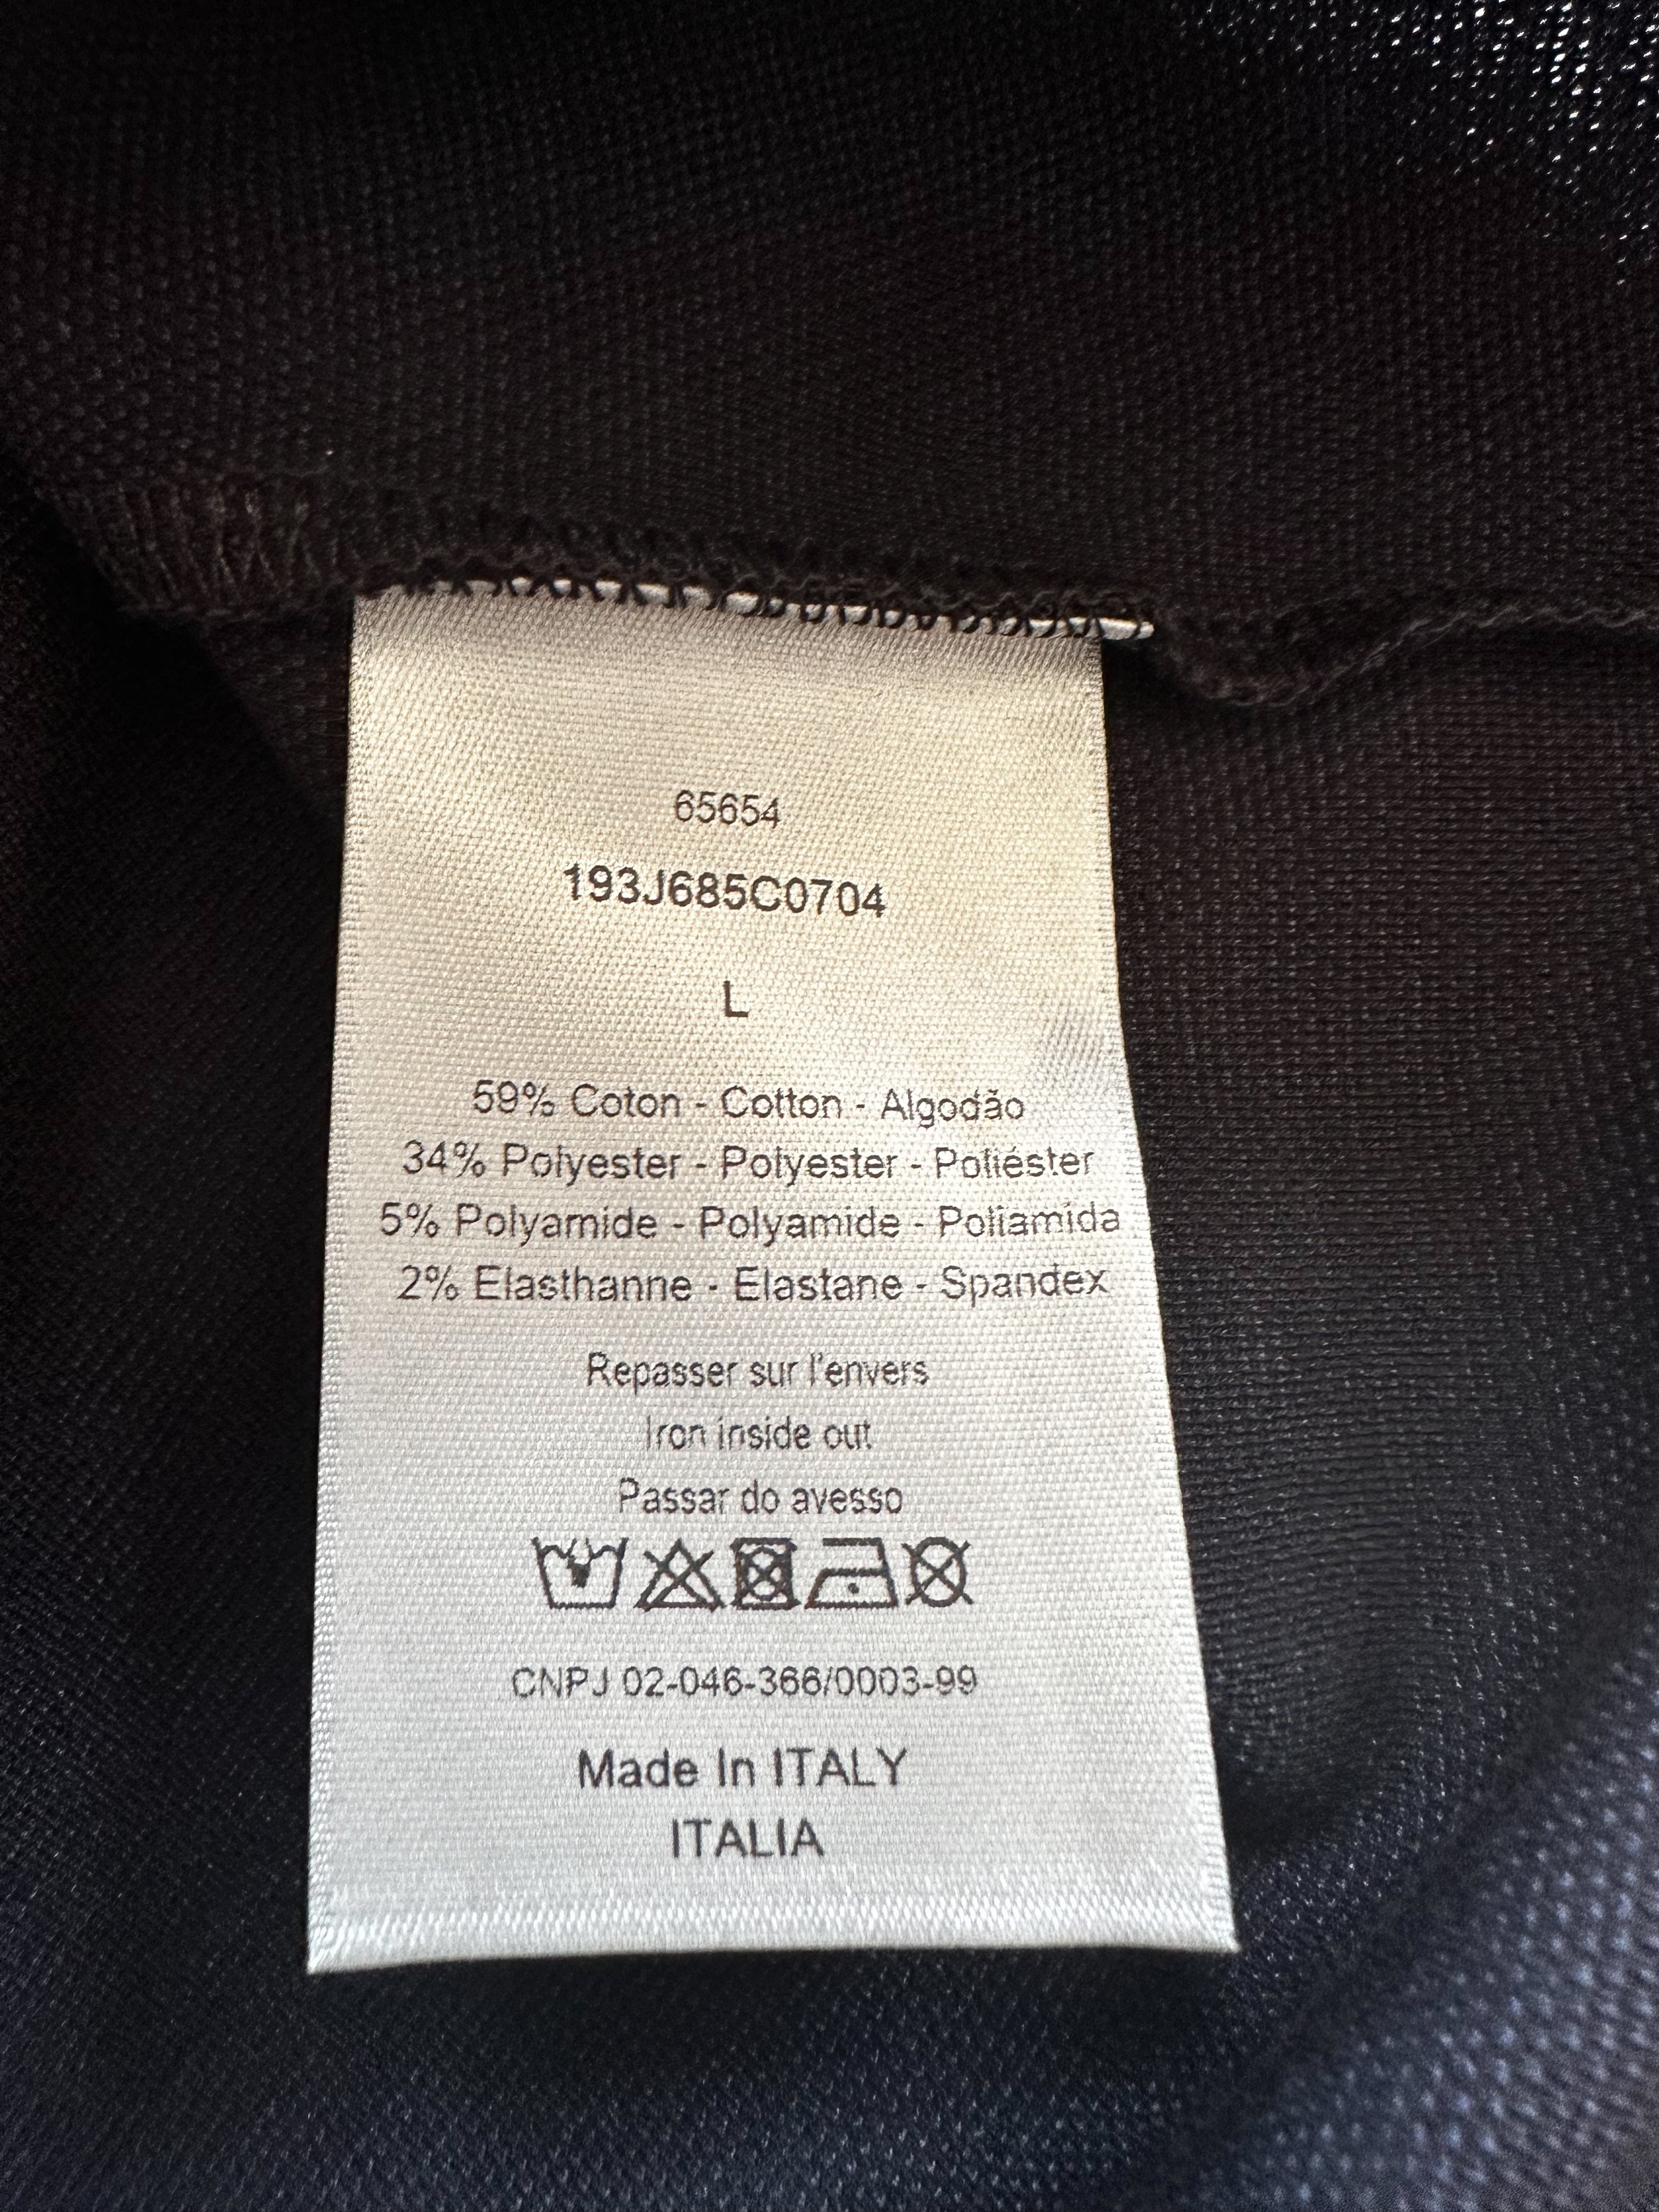 65654
193J685C0704
L
59% Coton - Cotton - Algodão
34% Polyester - Polyester - Poliéster
5% Polyamide - Polyamide - Poliamida
2% Elasthanne - Elastane - Spandex
Repasser sur l'envers
Iron inside out
Passar do avesso
CNPJ 02-046-366/0003-99
Made In ITALY
ITALIA